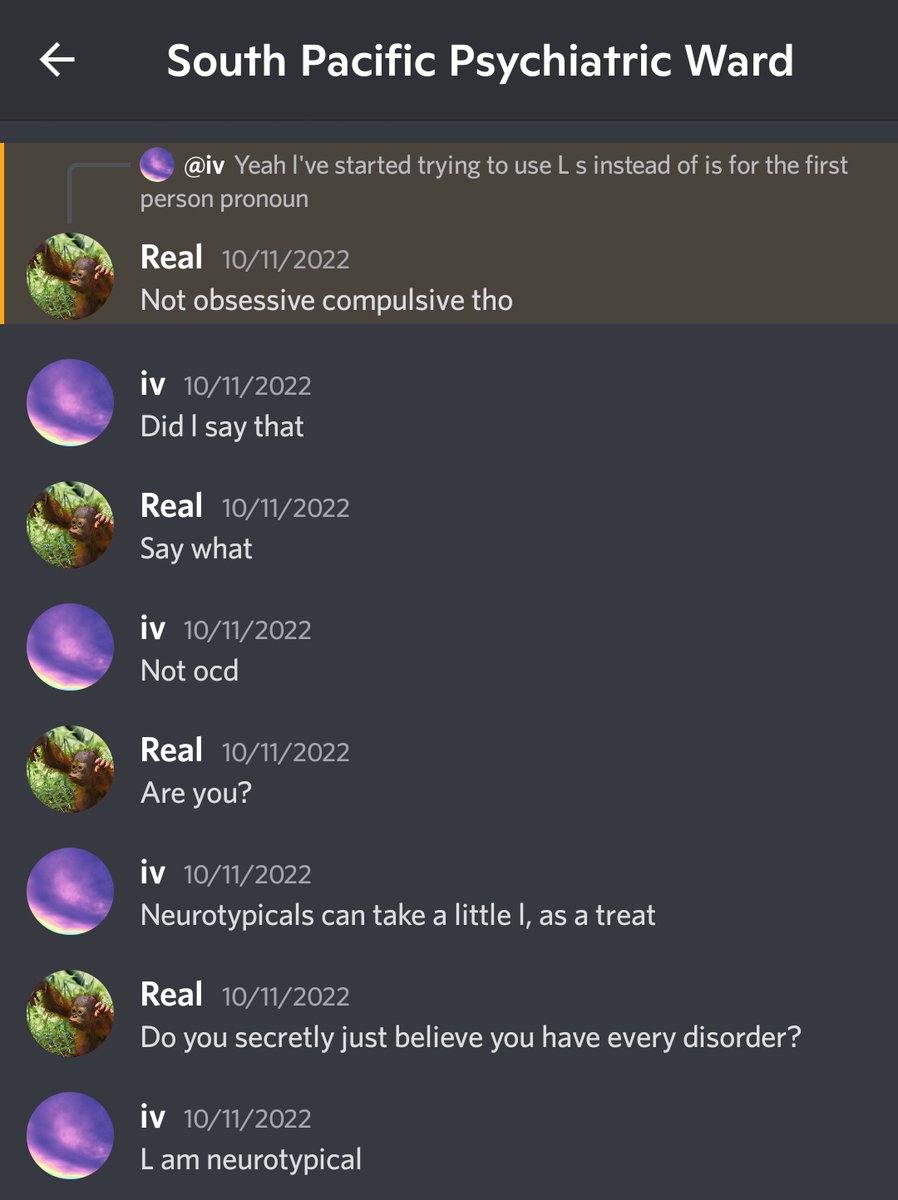 South Pacific Psychiatric Ward
@iv Yeah I've started trying to use L s instead of is for the first
person pronoun
Real 10/11/2022
Not obsessive compulsive tho
iv 10/11/2022
Did l say that
Real 10/11/2022
Say what
iv 10/11/2022
Not ocd
Real 10/11/2022
Are you?
iv 10/11/2022
Neurotypicals can take a little l, as a treat
Real 10/11/2022
Do you secretly just believe you have every disorder?
iv 10/11/2022
L am neurotypical